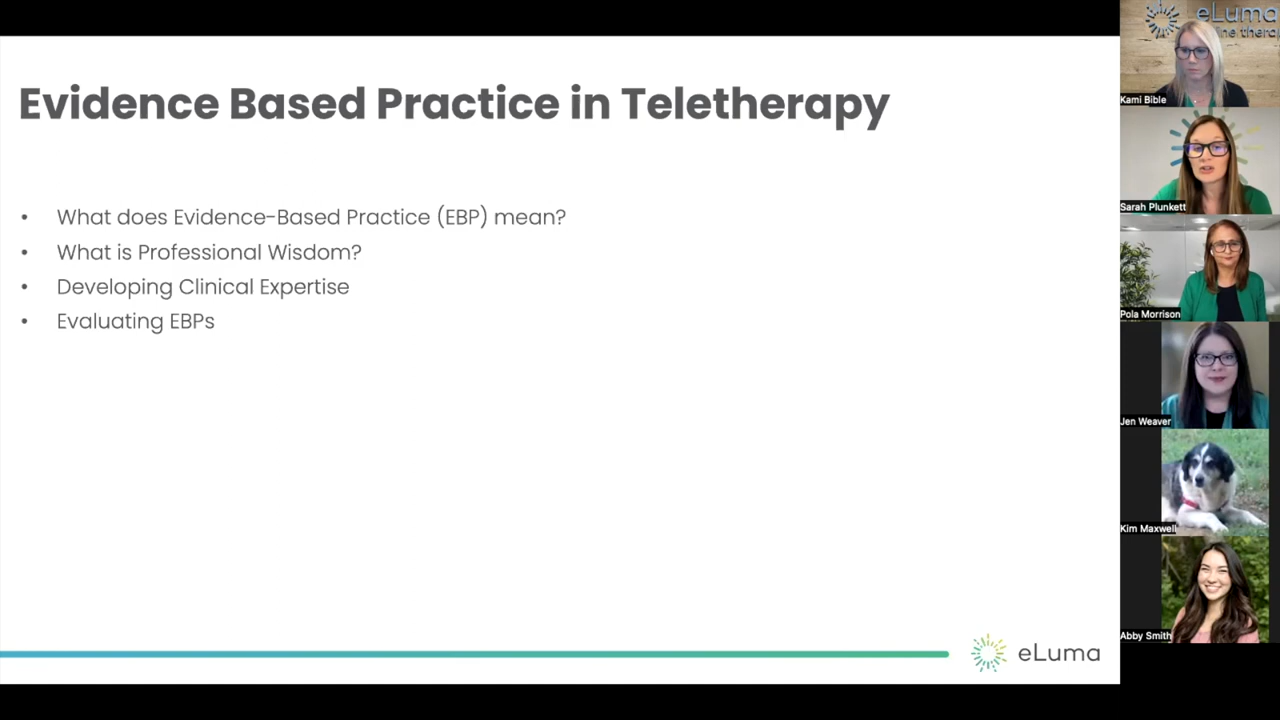 Evidence Based Practice in Teletherapy
• What does Evidence-Based Practice (EBP) mean?
• What is Professional Wisdom?
• Developing Clinical Expertise
• Evaluating EBPs
eLuma
eLuma
Kami Bible
Sarah Plunkett
Pola Morrison
Jen Weaver
Kim Maxwell
Abby Smith